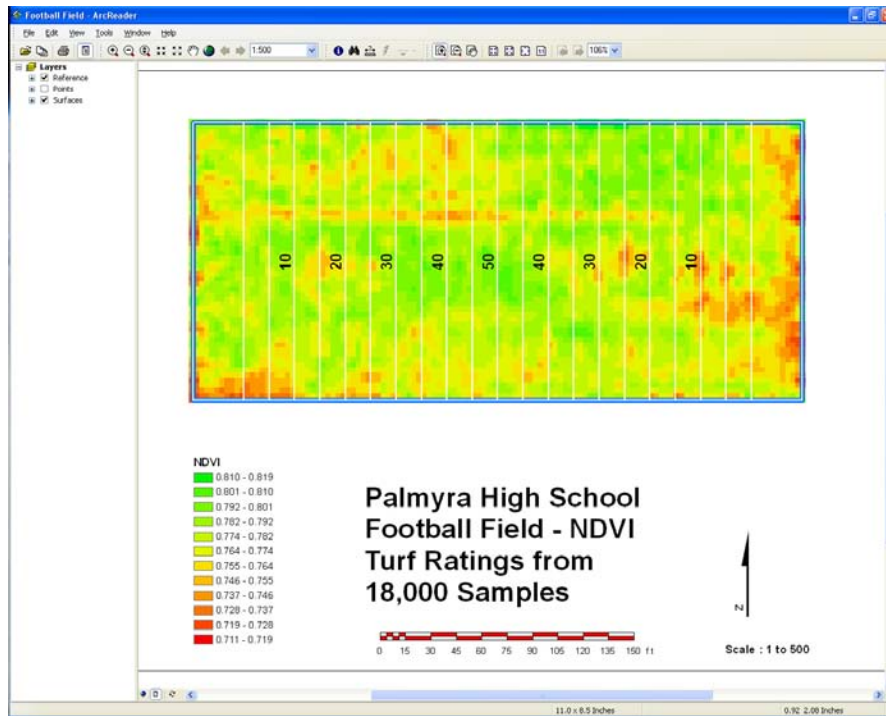 Football Field - ArcReader
File Edit View Tools Window Help
1:500
106%
Layers
Reference
Points
Surfaces
10 20 30 40 50 40 30 20 10
NDVI
0.810 - 0.819
0.801 - 0.810
0.792 - 0.801
0.782 - 0.792
0.774 - 0.782
0.764 - 0.774
0.755 - 0.764
0.746 - 0.755
0.737 - 0.746
0.728 - 0.737
0.719 - 0.728
0.711 - 0.719
Palmyra High School
Football Field - NDVI
Turf Ratings from
18,000 Samples
0 15 30 45 60 75 90 105 120 135 150 ft
N
Scale : 1 to 500
11.0 x 8.5 Inches
0.92 2.08 Inches